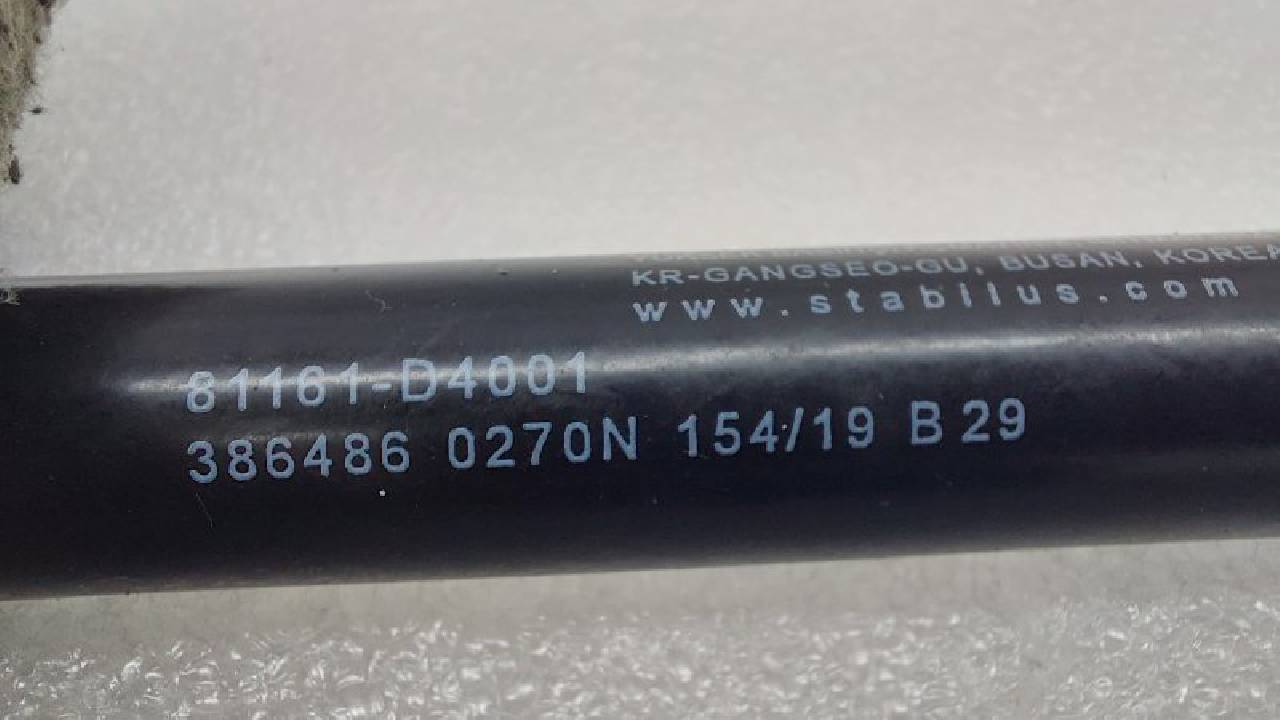 KR-GANGSEO-GU, BUSAN, KOREA
www.stabilus.com
81161-D4001
386486 0270N 154/19 B 29